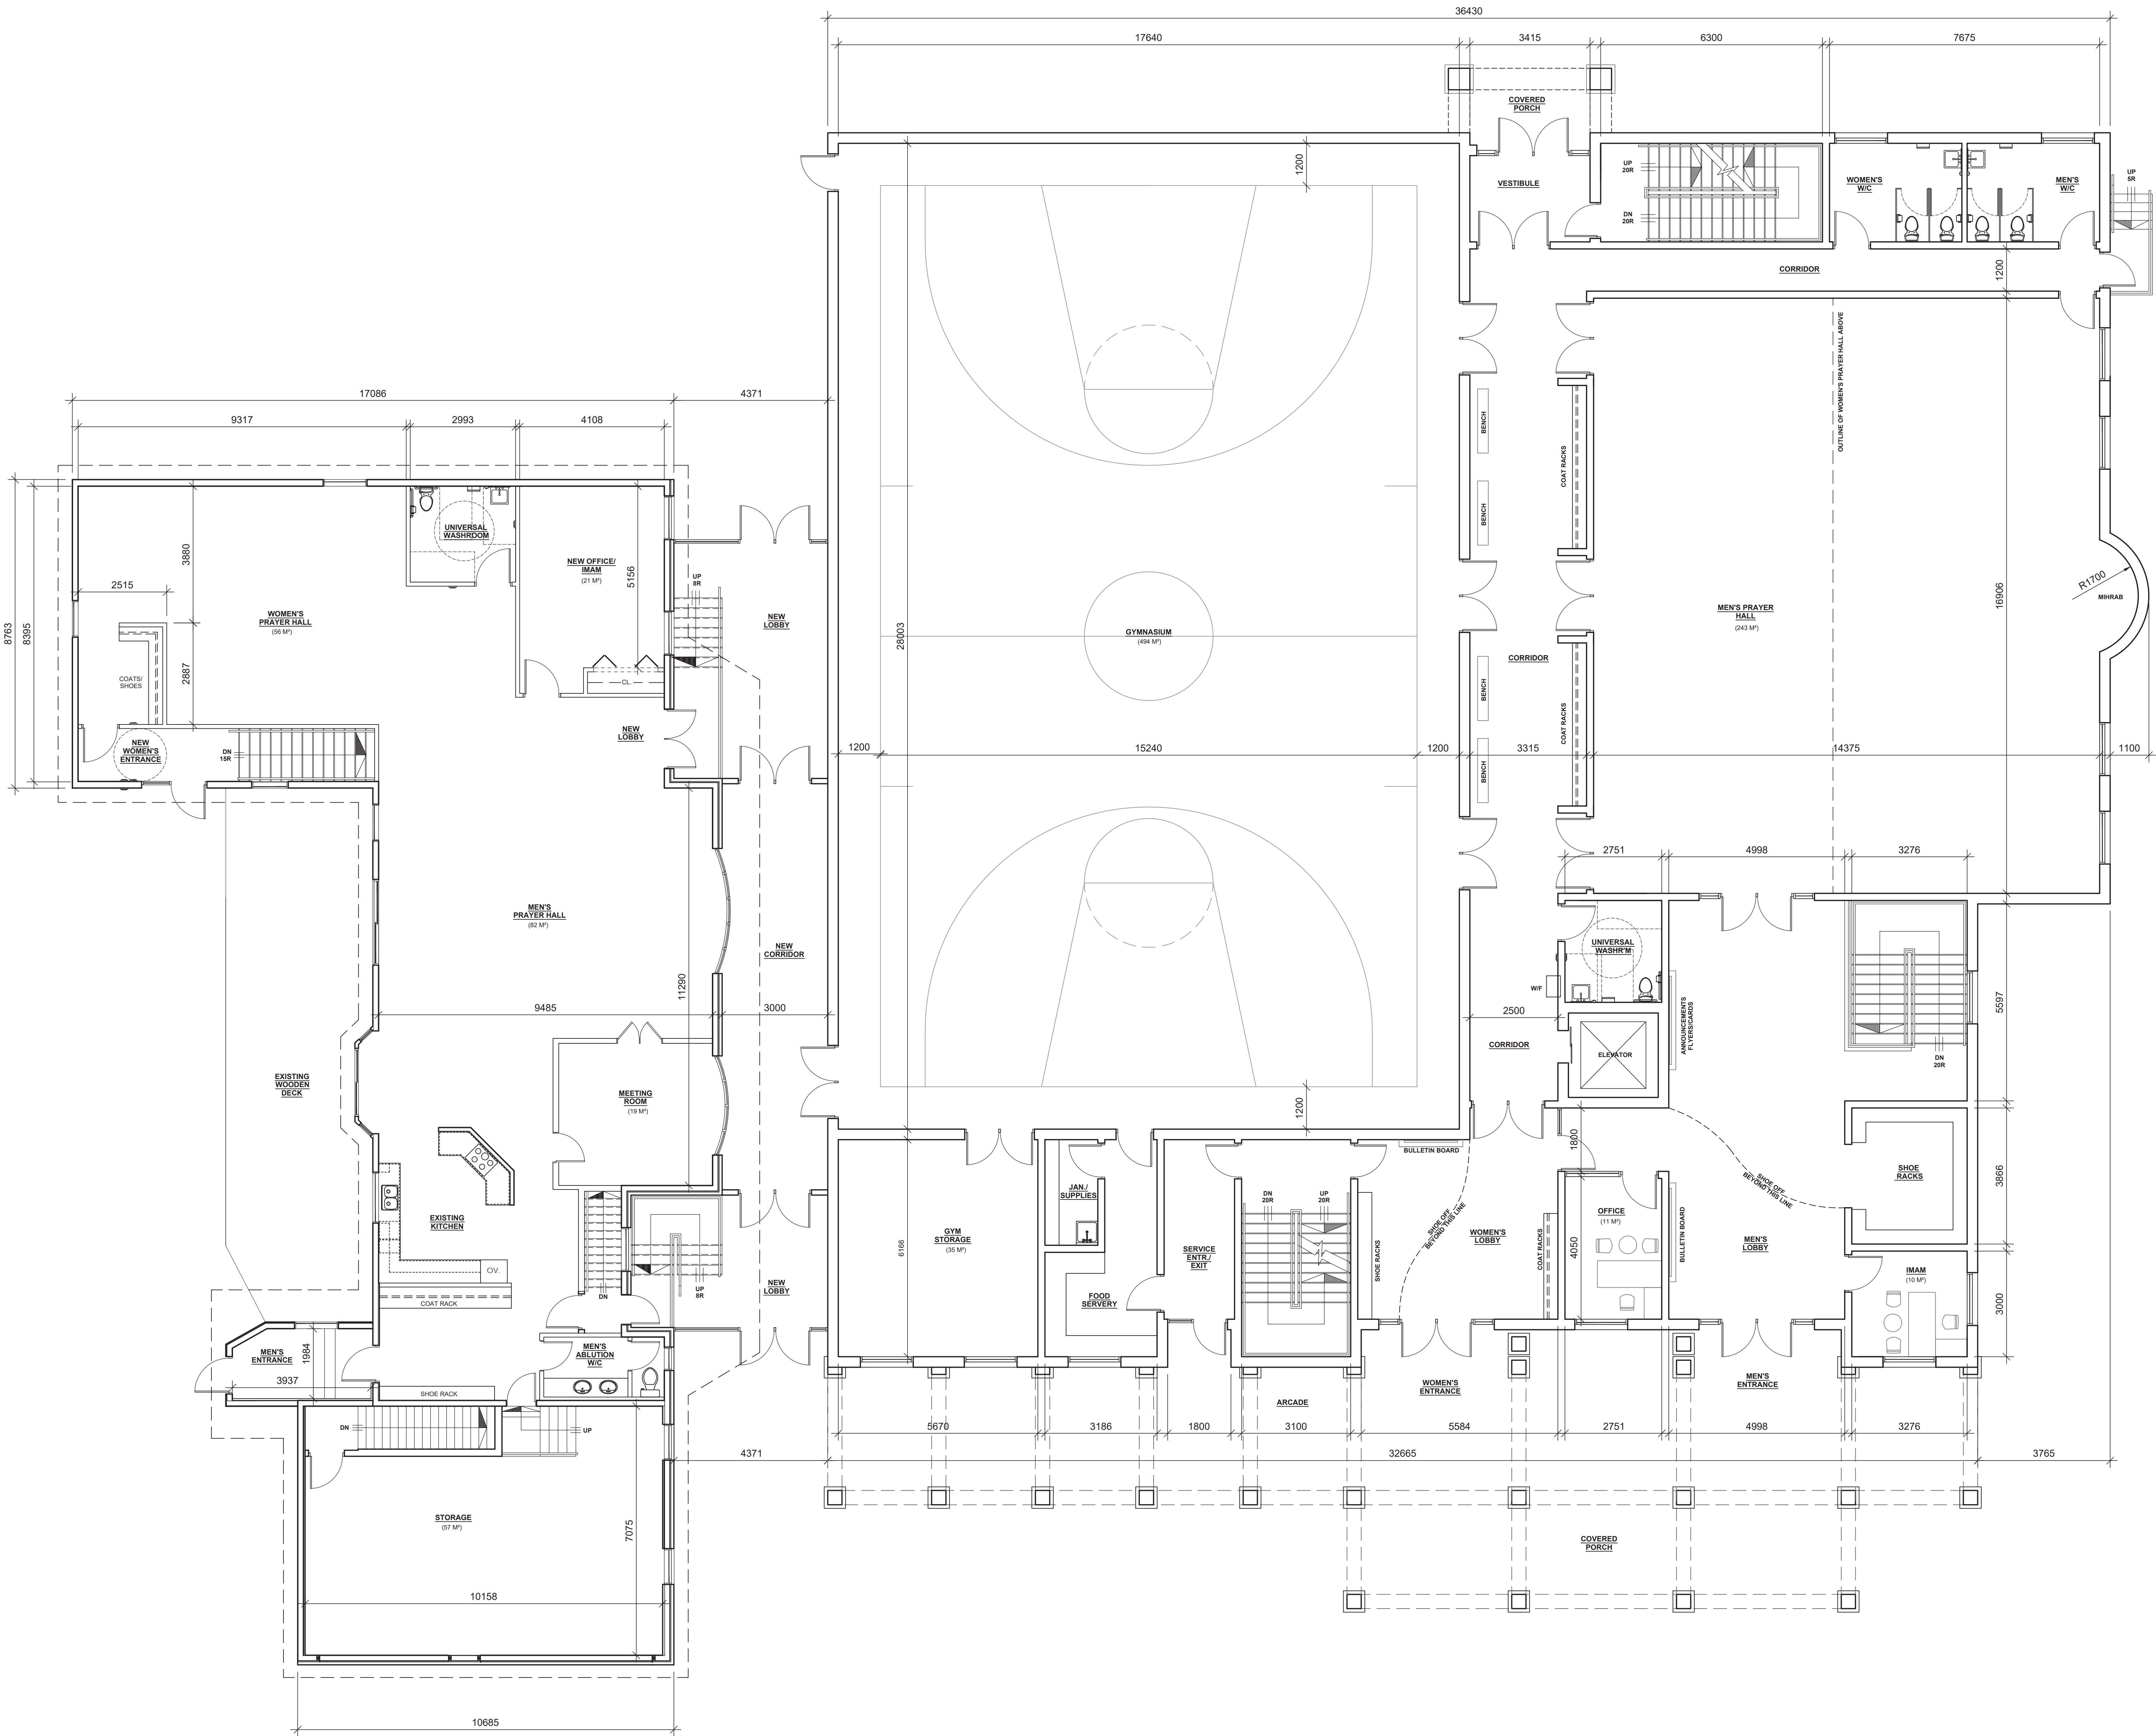 36430
17640
3415
6300
7675
COVERED
PORCH
1200
VESTIBULE
UP
20R
DN
20R
WOMEN'S
W/C
MEN'S
W/C
UP
5R
CORRIDOR
1200
OUTLINE OF WOMEN'S PRAYER HALL ABOVE
17086
4371
9317
2993
4108
8763
8395
3880
2515
2887
UNIVERSAL
WASHROOM
NEW OFFICE/
IMAM
(21 M²)
5156
WOMEN'S
PRAYER HALL
(56 M²)
COATS/
SHOES
CL.
UP
8R
NEW
LOBBY
NEW
LOBBY
NEW
WOMEN'S
ENTRANCE
DN
15R
28003
GYMNASIUM
(494 M²)
BENCH
BENCH
BENCH
BENCH
COAT RACKS
COAT RACKS
CORRIDOR
MEN'S PRAYER
HALL
(243 M²)
16906
R1700
MIHRAB
1200
15240
1200
3315
14375
1100
2751
4998
3276
MEN'S
PRAYER HALL
(82 M²)
NEW
CORRIDOR
11290
9485
3000
EXISTING
WOODEN
DECK
MEETING
ROOM
(19 M²)
1200
UNIVERSAL
WASHR'M
W/F
2500
CORRIDOR
ELEVATOR
ANNOUNCEMENTS
FLYERS/CARDS
DN
20R
5597
1800
BULLETIN BOARD
SHOE OFF
BEYOND THIS LINE
SHOE
RACKS
3866
EXISTING
KITCHEN
OV.
COAT RACK
DN
UP
8R
NEW
LOBBY
6166
GYM
STORAGE
(35 M²)
JAN./
SUPPLIES
FOOD
SERVERY
SERVICE
ENTR./
EXIT
DN
20R
UP
20R
SHOE RACKS
SHOE OFF
BEYOND THIS LINE
WOMEN'S
LOBBY
COAT RACKS
OFFICE
(11 M²)
4050
BULLETIN BOARD
MEN'S
LOBBY
IMAM
(10 M²)
3000
MEN'S
ENTRANCE
1984
3937
SHOE RACK
MEN'S
ABLUTION
W/C
DN
UP
ARCADE
WOMEN'S
ENTRANCE
MEN'S
ENTRANCE
5670
3186
1800
3100
5584
2751
4998
3276
4371
32665
3765
STORAGE
(57 M²)
7075
10158
COVERED
PORCH
10685